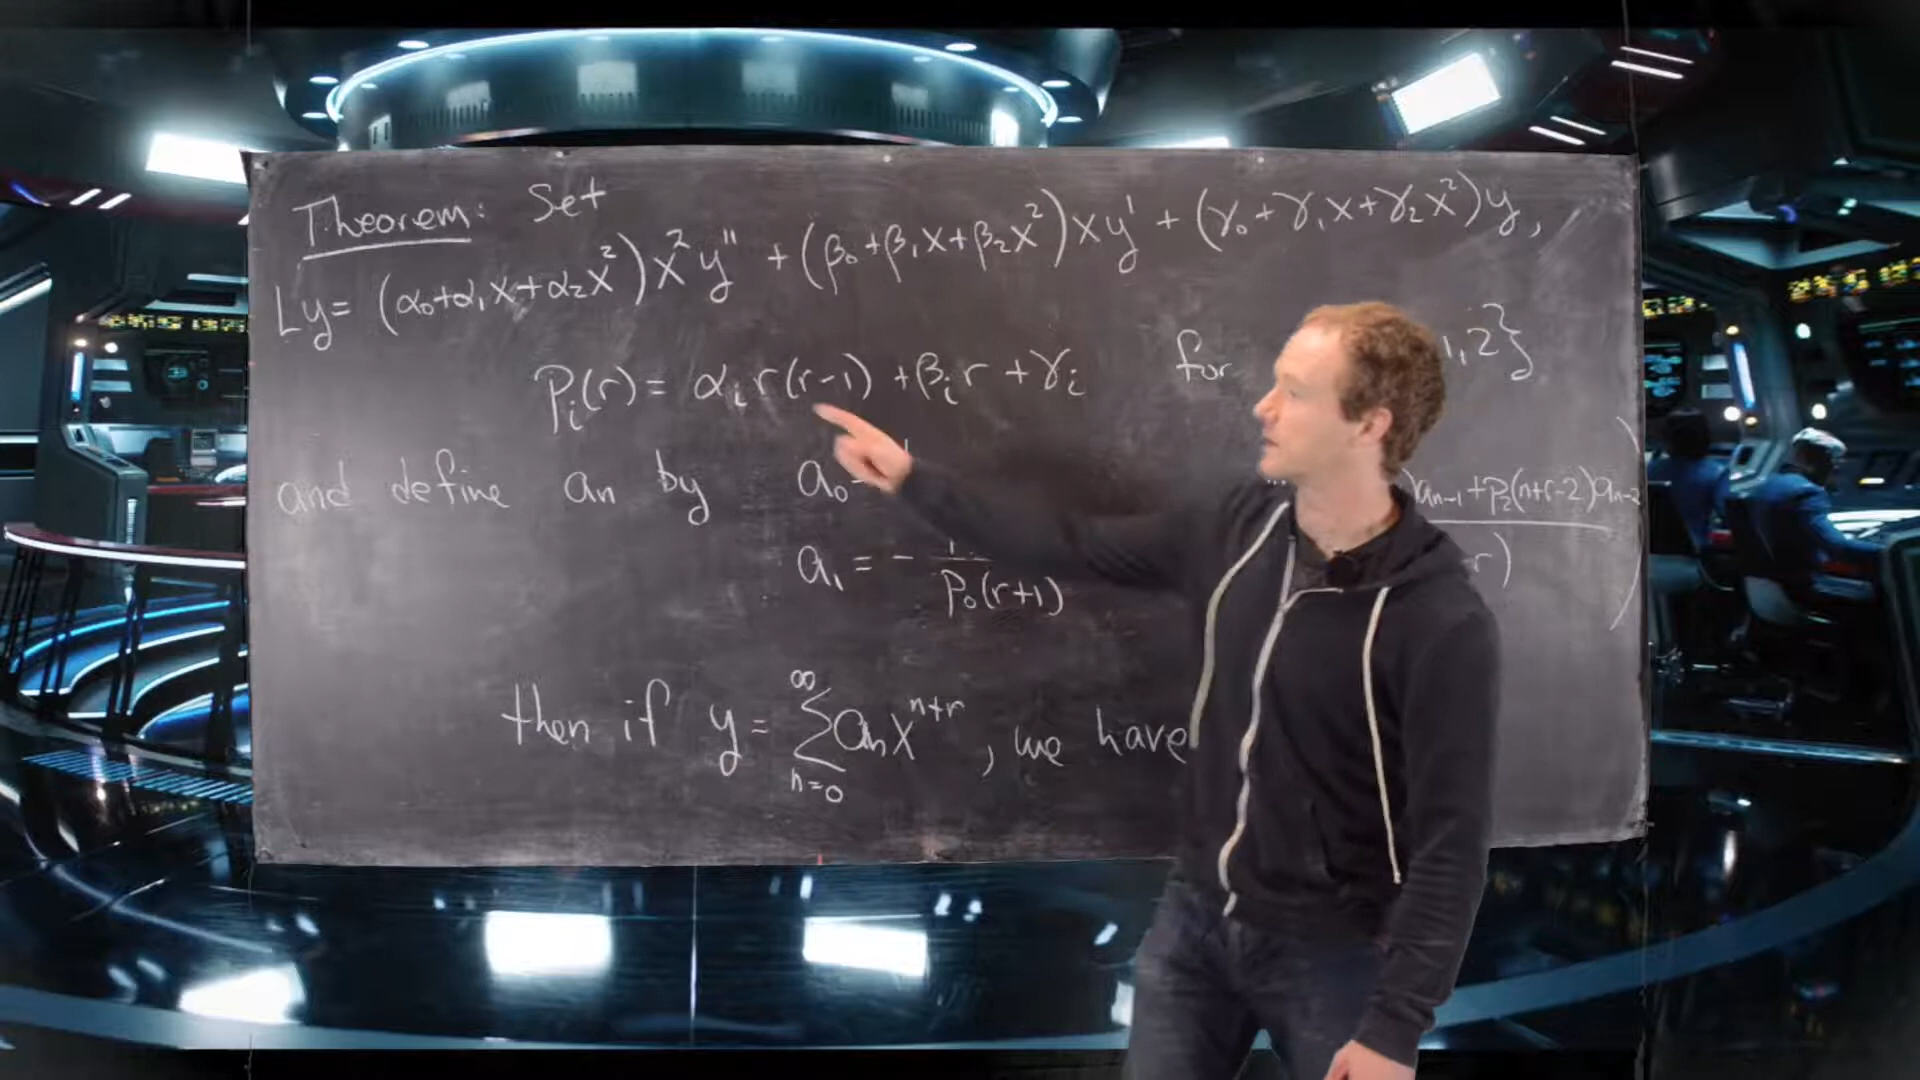 Theorem: Set
Ly = (α₀+α₁x+α₂x²)x²y'' + (β₀+β₁x+β₂x²)xy' + (γ₀+γ₁x+γ₂x²)y,
pᵢ(r) = αᵢr(r-1) + βᵢr + γᵢ for 1,2}
and define an by a₀
aₙ₋₁ + p₂(n+r-2)aₙ₋₂
a₁ = - / p₀(r+1) r)
then if y = ∑_{n=0}^{∞} aₙxⁿ⁺ʳ, we have